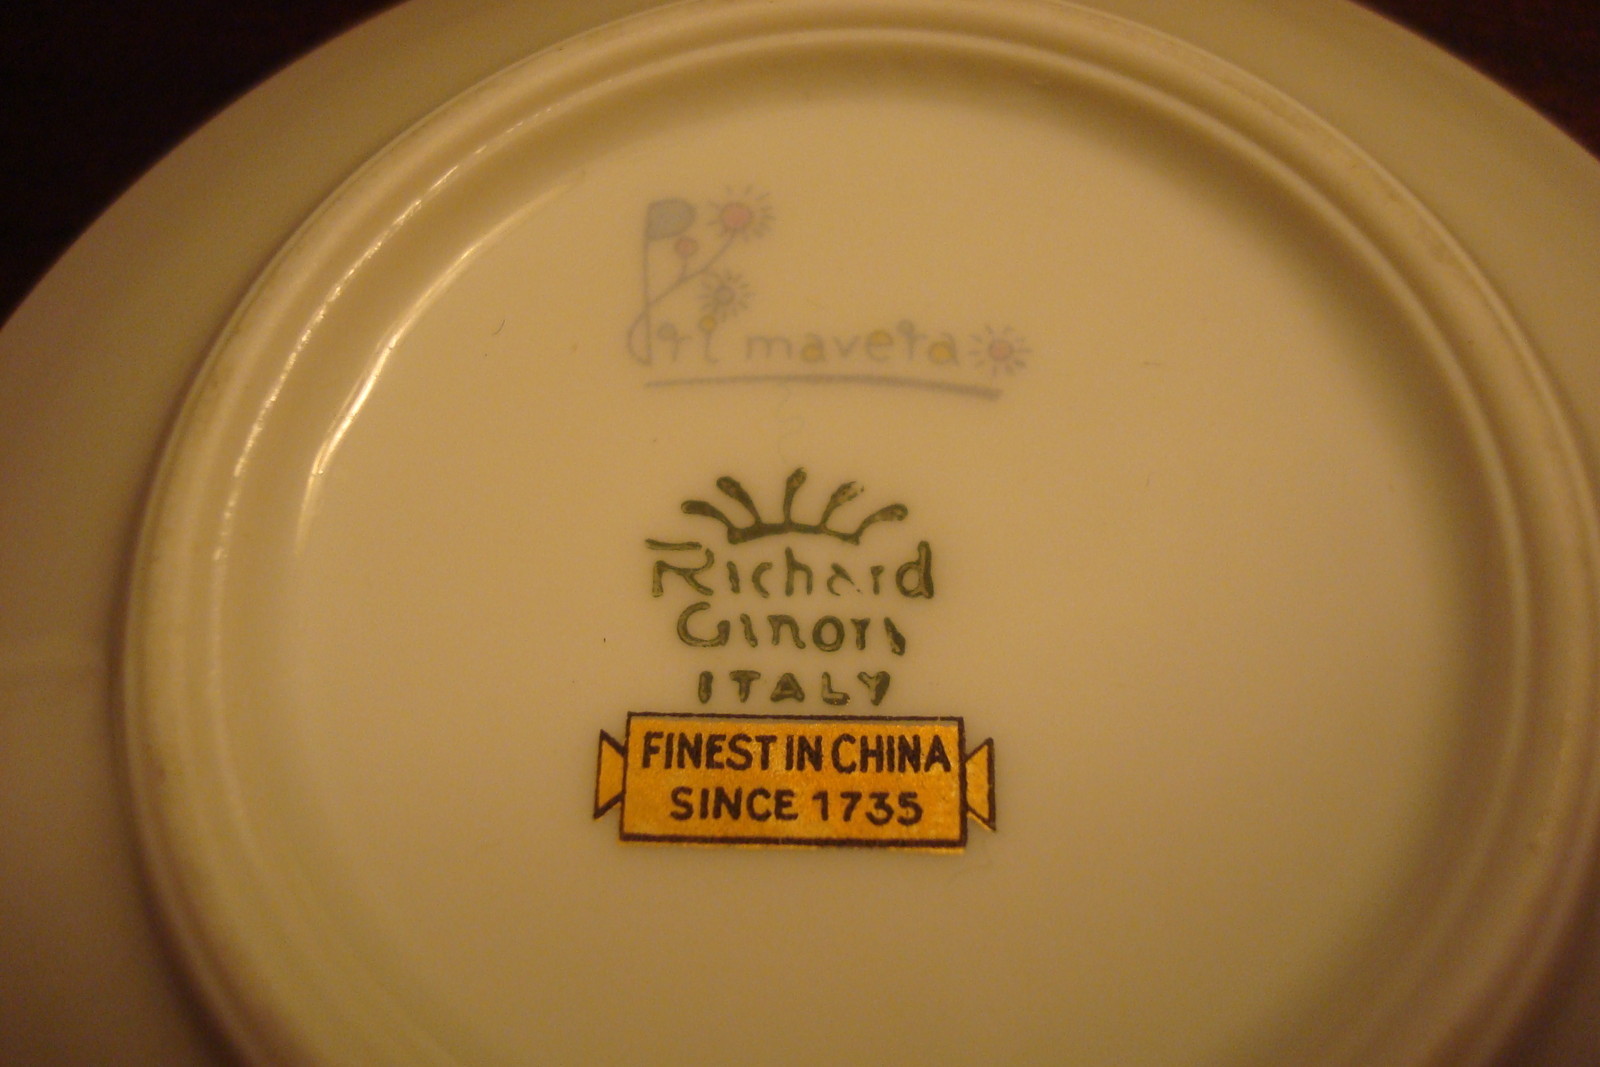 Primavera
Richard
Ginori
ITALY
FINEST IN CHINA
SINCE 1735